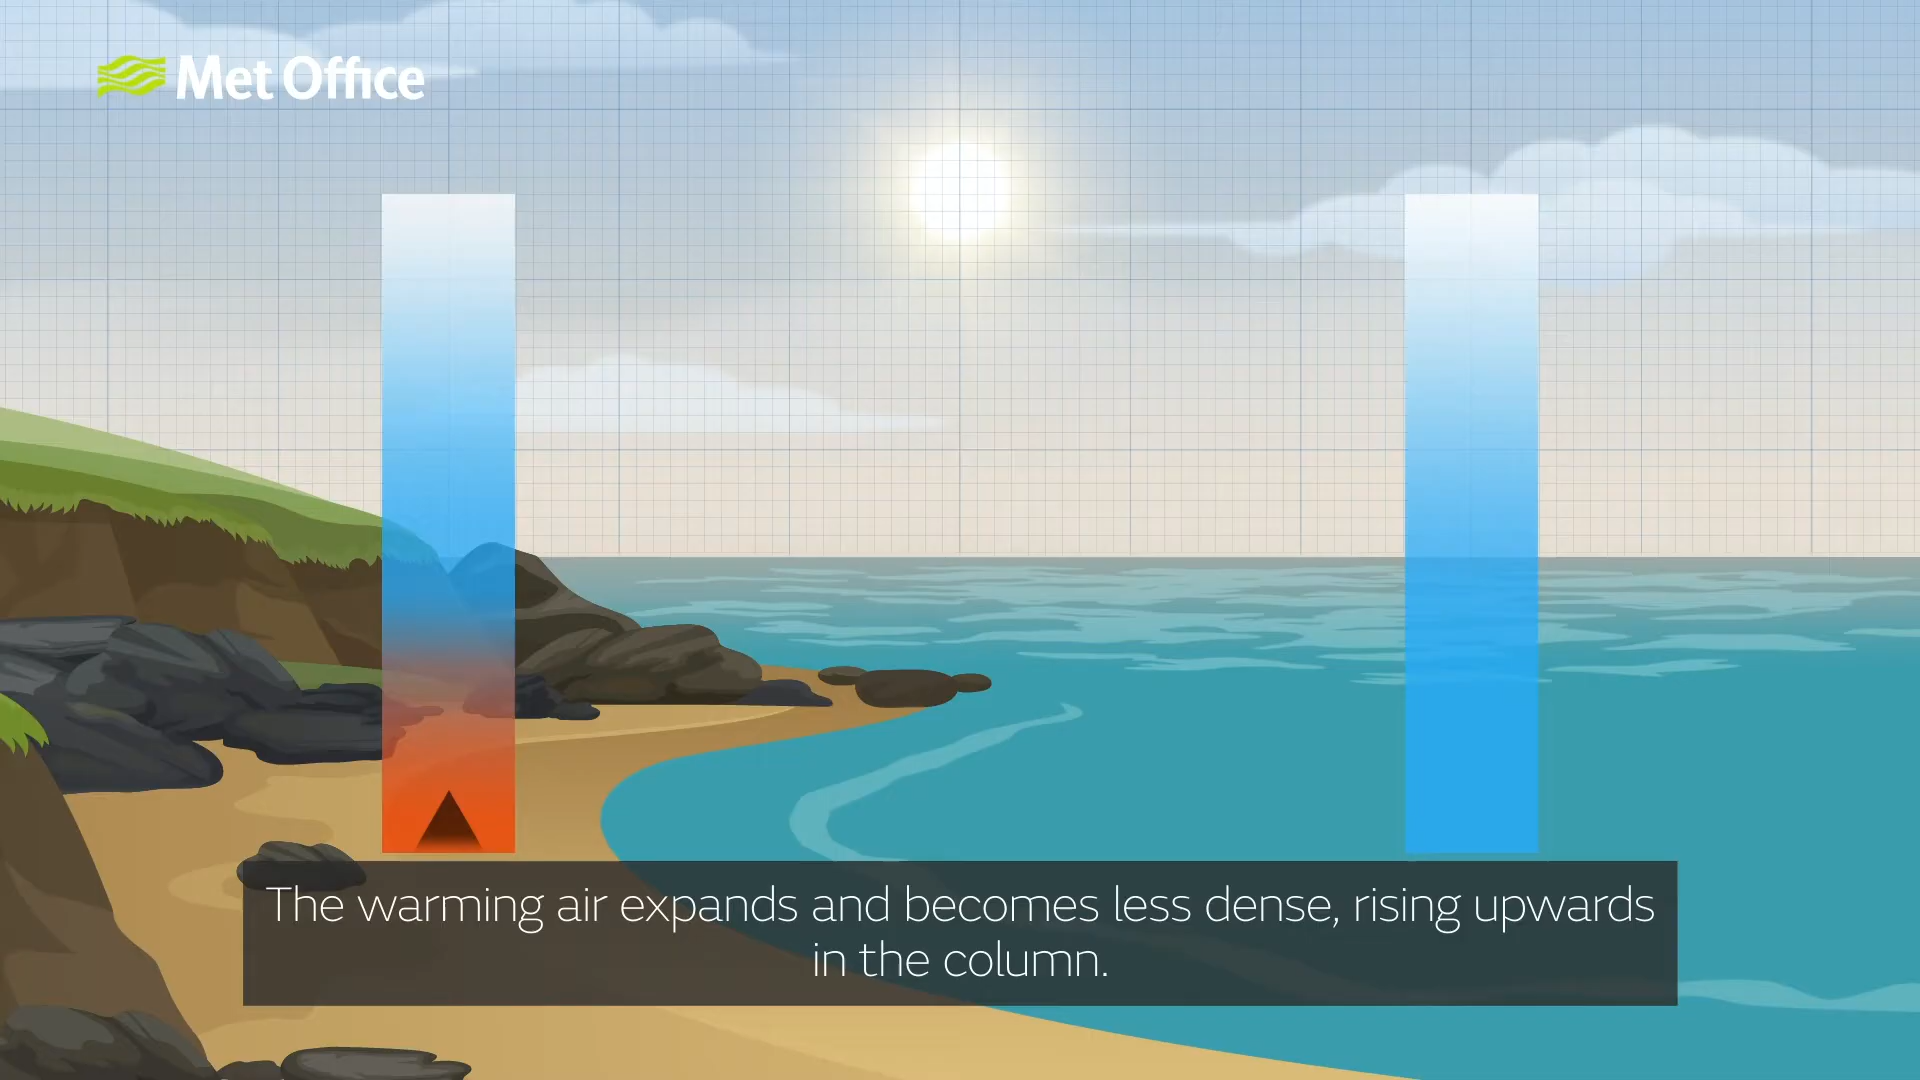 Met Office
The warming air expands and becomes less dense, rising upwards
in the column.